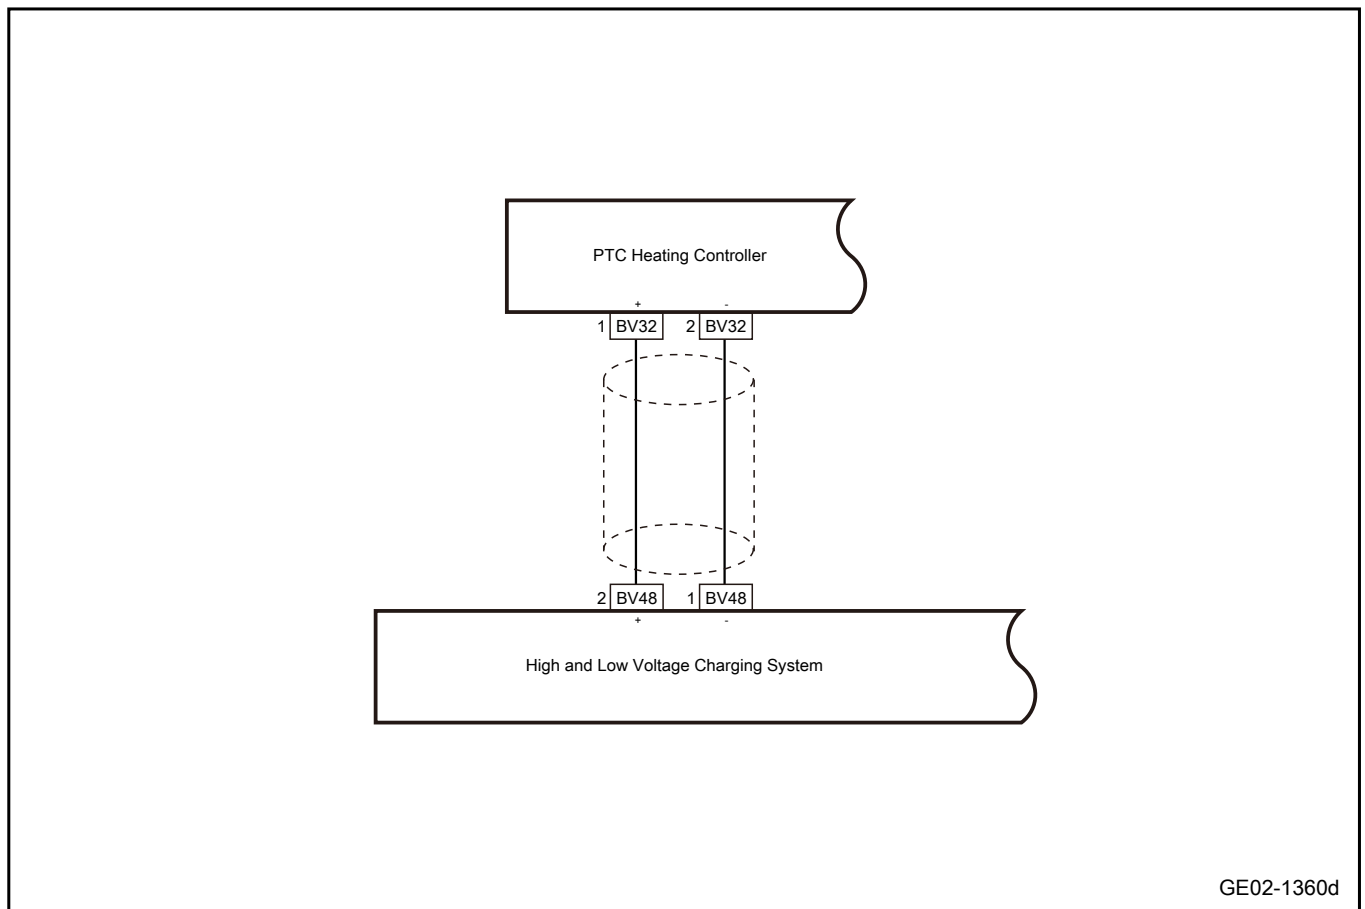 PTC Heating Controller
+ -
1 BV32 2 BV32
2 BV48 1 BV48
+ -
High and Low Voltage Charging System
GE02-1360d